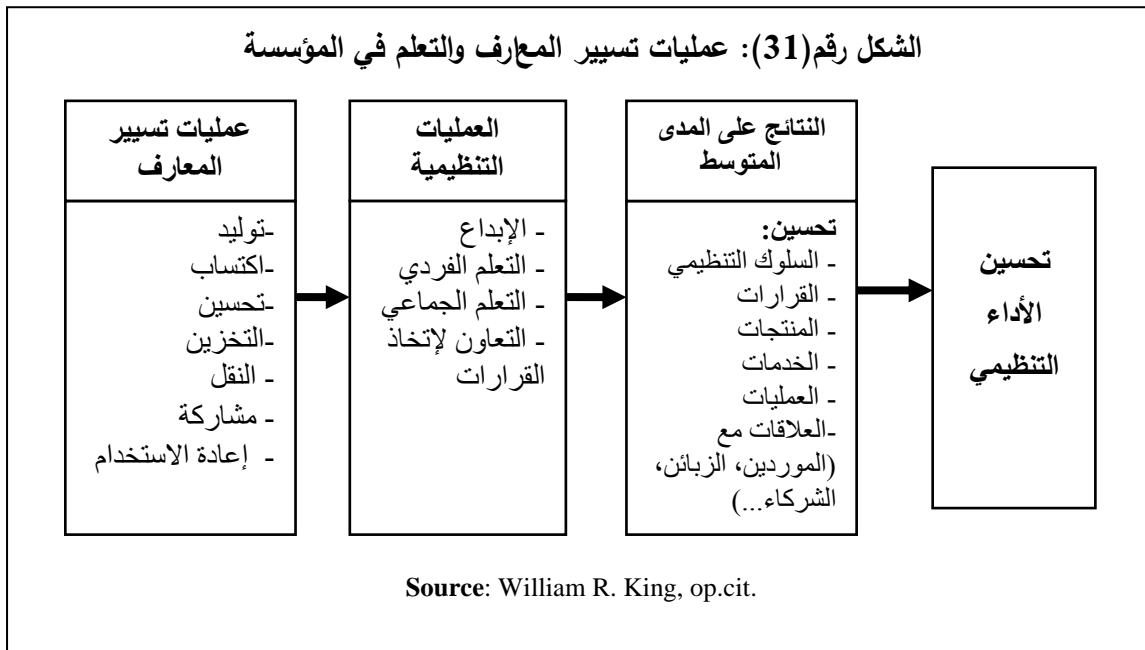 الشكل رقم(31): عمليات تسيير المعارف والتعلم في المؤسسة
عمليات تسيير
المعارف
-توليد
-اكتساب
-تحسين
-التخزين
- النقل
- مشاركة
- إعادة الاستخدام
العمليات
التنظيمية
- الإبداع
- التعلم الفردي
- التعلم الجماعي
- التعاون لإتخاذ
القرارات
النتائج على المدى
المتوسط
تحسين:
- السلوك التنظيمي
- القرارات
- المنتجات
- الخدمات
- العمليات
-العلاقات مع
(الموردين، الزبائن،
الشركاء...)
تحسين
الأداء
التنظيمي
Source: William R. King, op.cit.